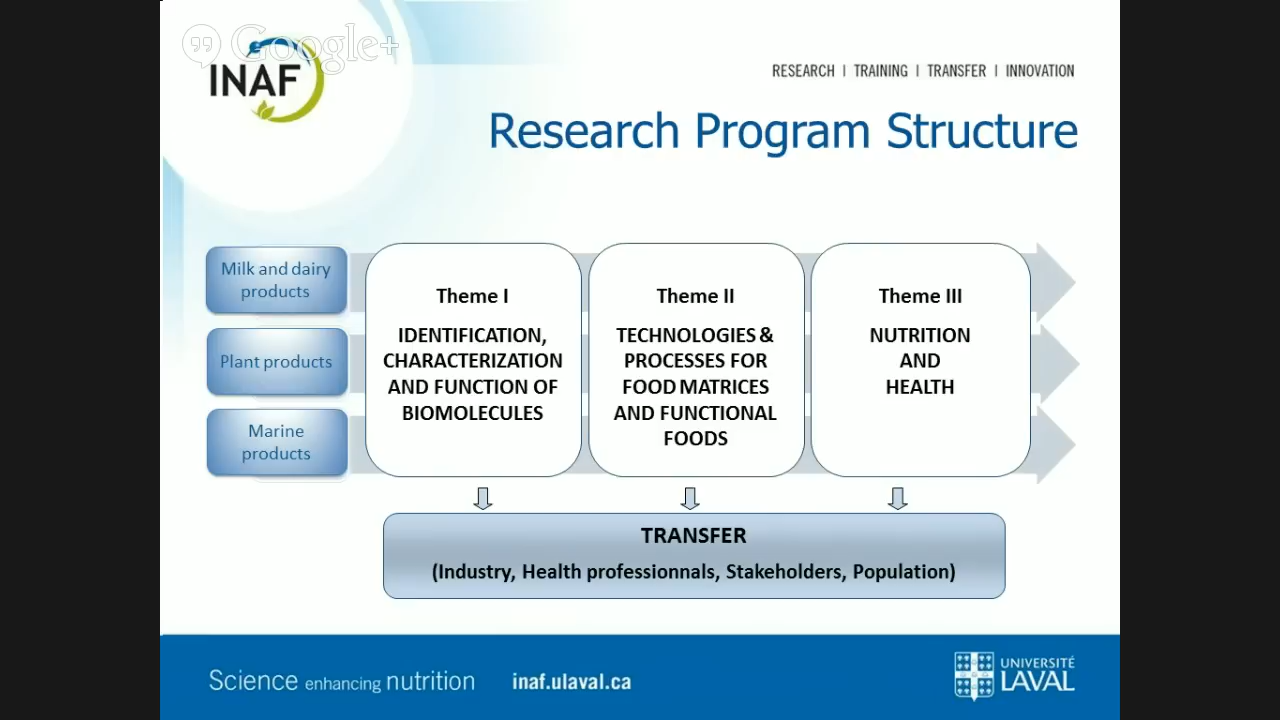 Google+
INAF
RESEARCH | TRAINING | TRANSFER | INNOVATION
Research Program Structure
Milk and dairy
products
Plant products
Marine
products
Theme I
IDENTIFICATION,
CHARACTERIZATION
AND FUNCTION OF
BIOMOLECULES
Theme II
TECHNOLOGIES &
PROCESSES FOR
FOOD MATRICES
AND FUNCTIONAL
FOODS
Theme III
NUTRITION
AND
HEALTH
TRANSFER
(Industry, Health professionnals, Stakeholders, Population)
Science enhancing nutrition
inaf.ulaval.ca
UNIVERSITÉ
LAVAL